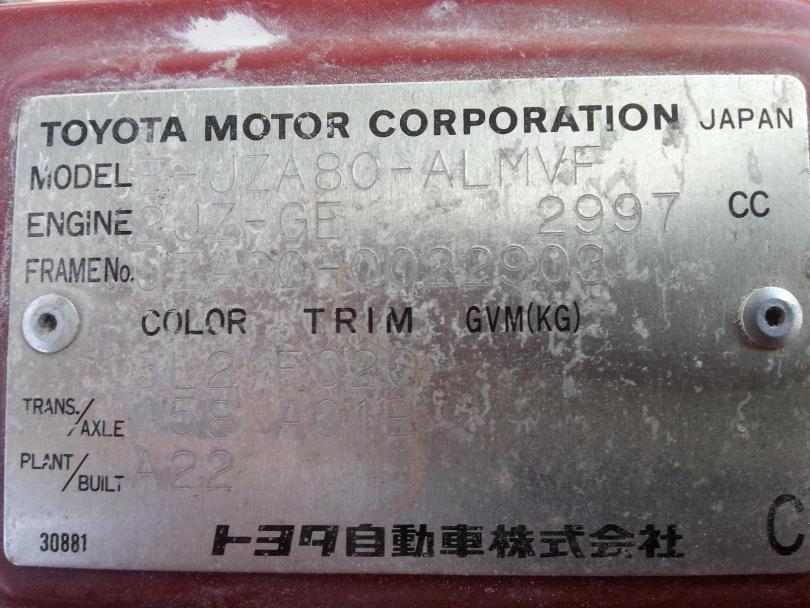 TOYOTA MOTOR CORPORATION JAPAN
MODEL E-JZA80-ALMVF
ENGINE 2JZ-GE 2997 CC
FRAME No. JZA80-0022903
COLOR TRIM GVM(KG)
3L2 FC20
TRANS./AXLE W58 A01B
PLANT/BUILT A22
30881 トヨタ自動車株式会社 C